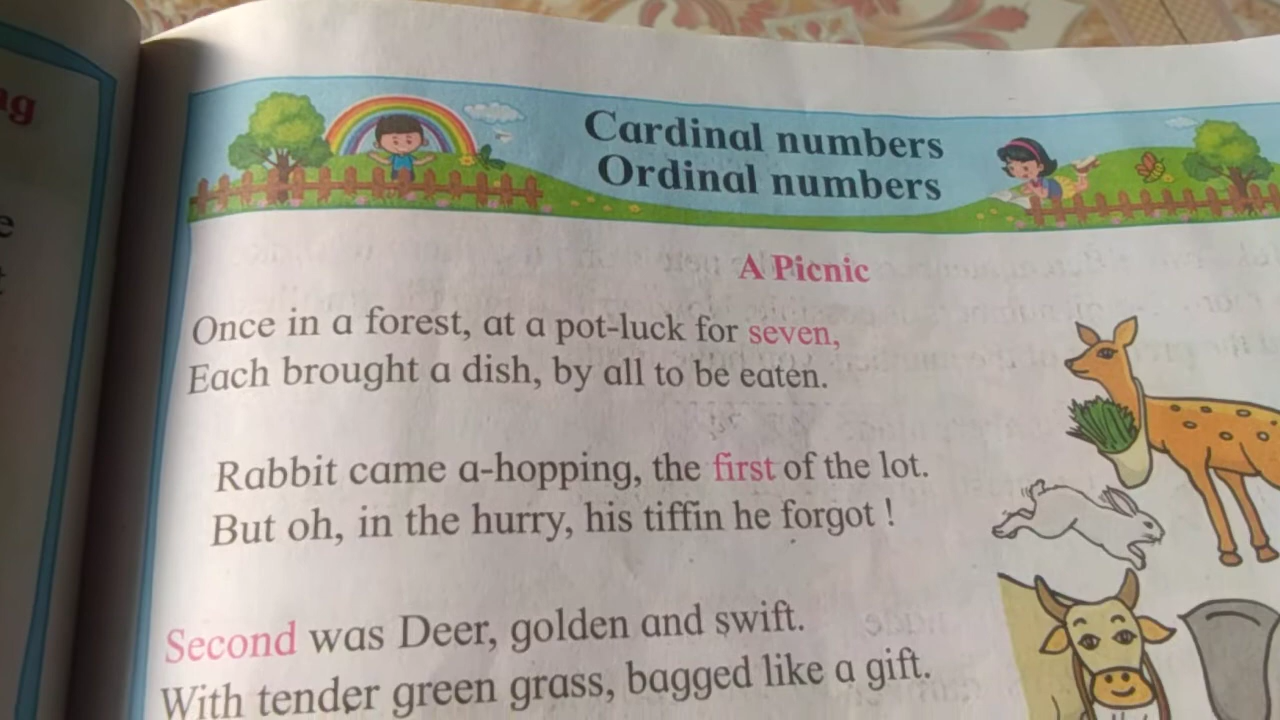 Cardinal numbers
Ordinal numbers
A Picnic
Once in a forest, at a pot-luck for seven,
Each brought a dish, by all to be eaten.
Rabbit came a-hopping, the first of the lot.
But oh, in the hurry, his tiffin he forgot !
Second was Deer, golden and swift.
With tender green grass, bagged like a gift.